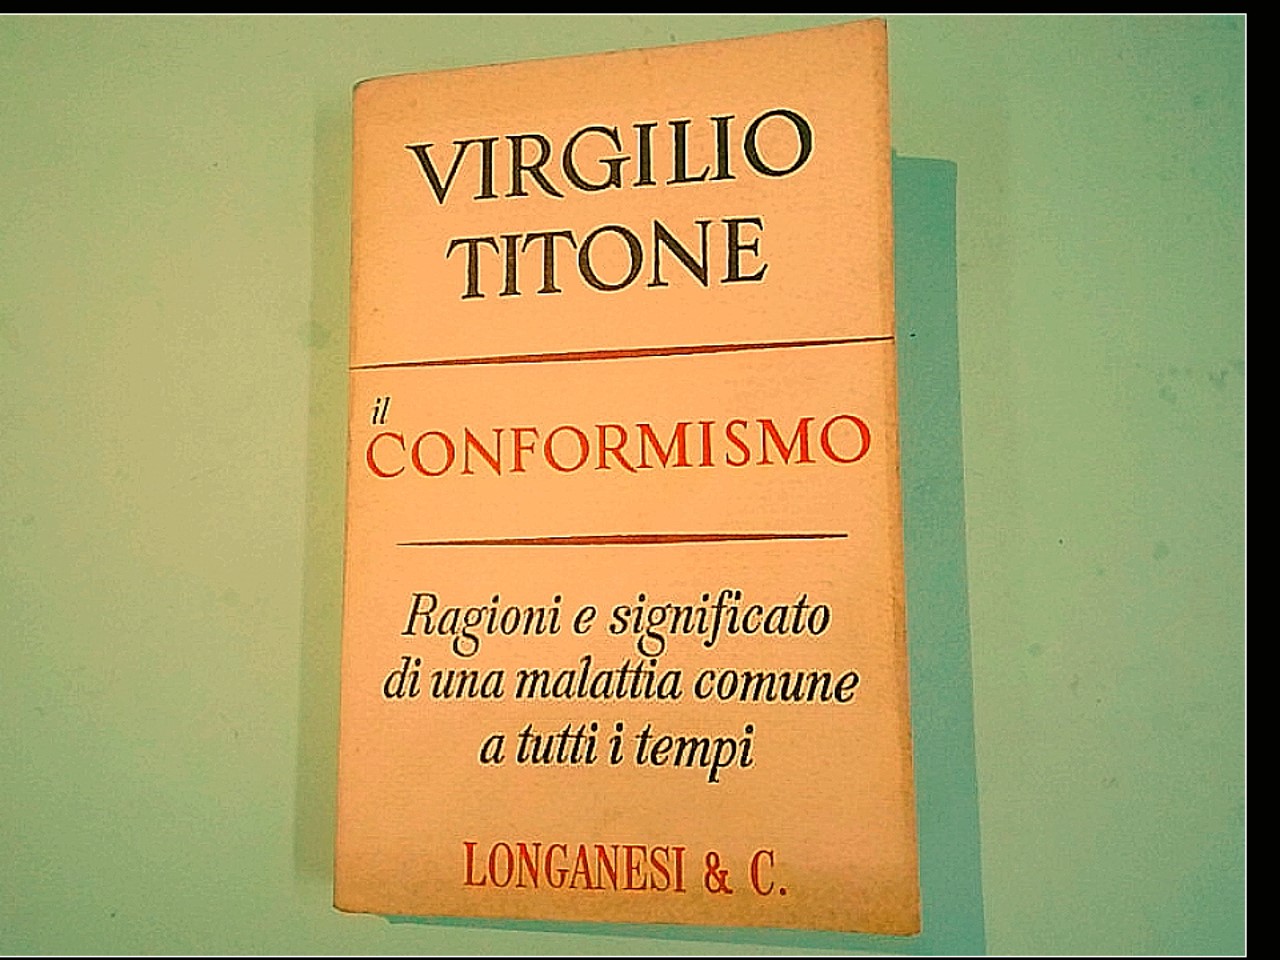 VIRGILIO
TITONE
il
CONFORMISMO
Ragioni e significato
di una malattia comune
a tutti i tempi
LONGANESI & C.